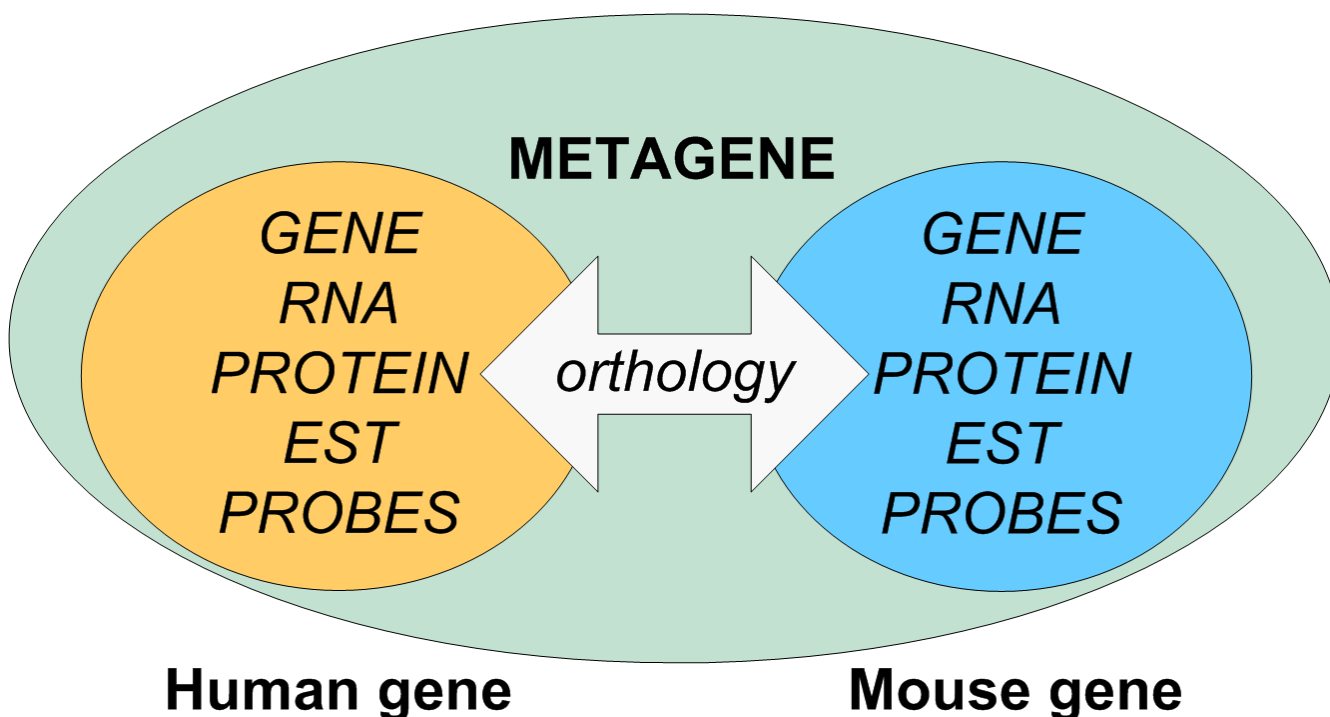 METAGENE
GENE
RNA
PROTEIN
EST
PROBES
orthology
GENE
RNA
PROTEIN
EST
PROBES
Human gene
Mouse gene